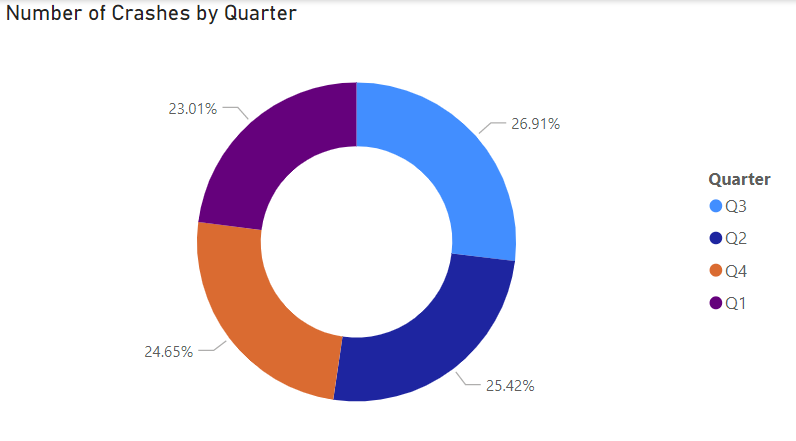 Number of Crashes by Quarter
23.01%
26.91%
24.65%
25.42%
Quarter
Q3
Q2
Q4
Q1